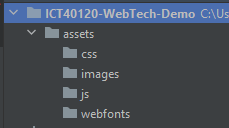 ICT40120-WebTech-Demo C:\Us
assets
css
images
js
webfonts